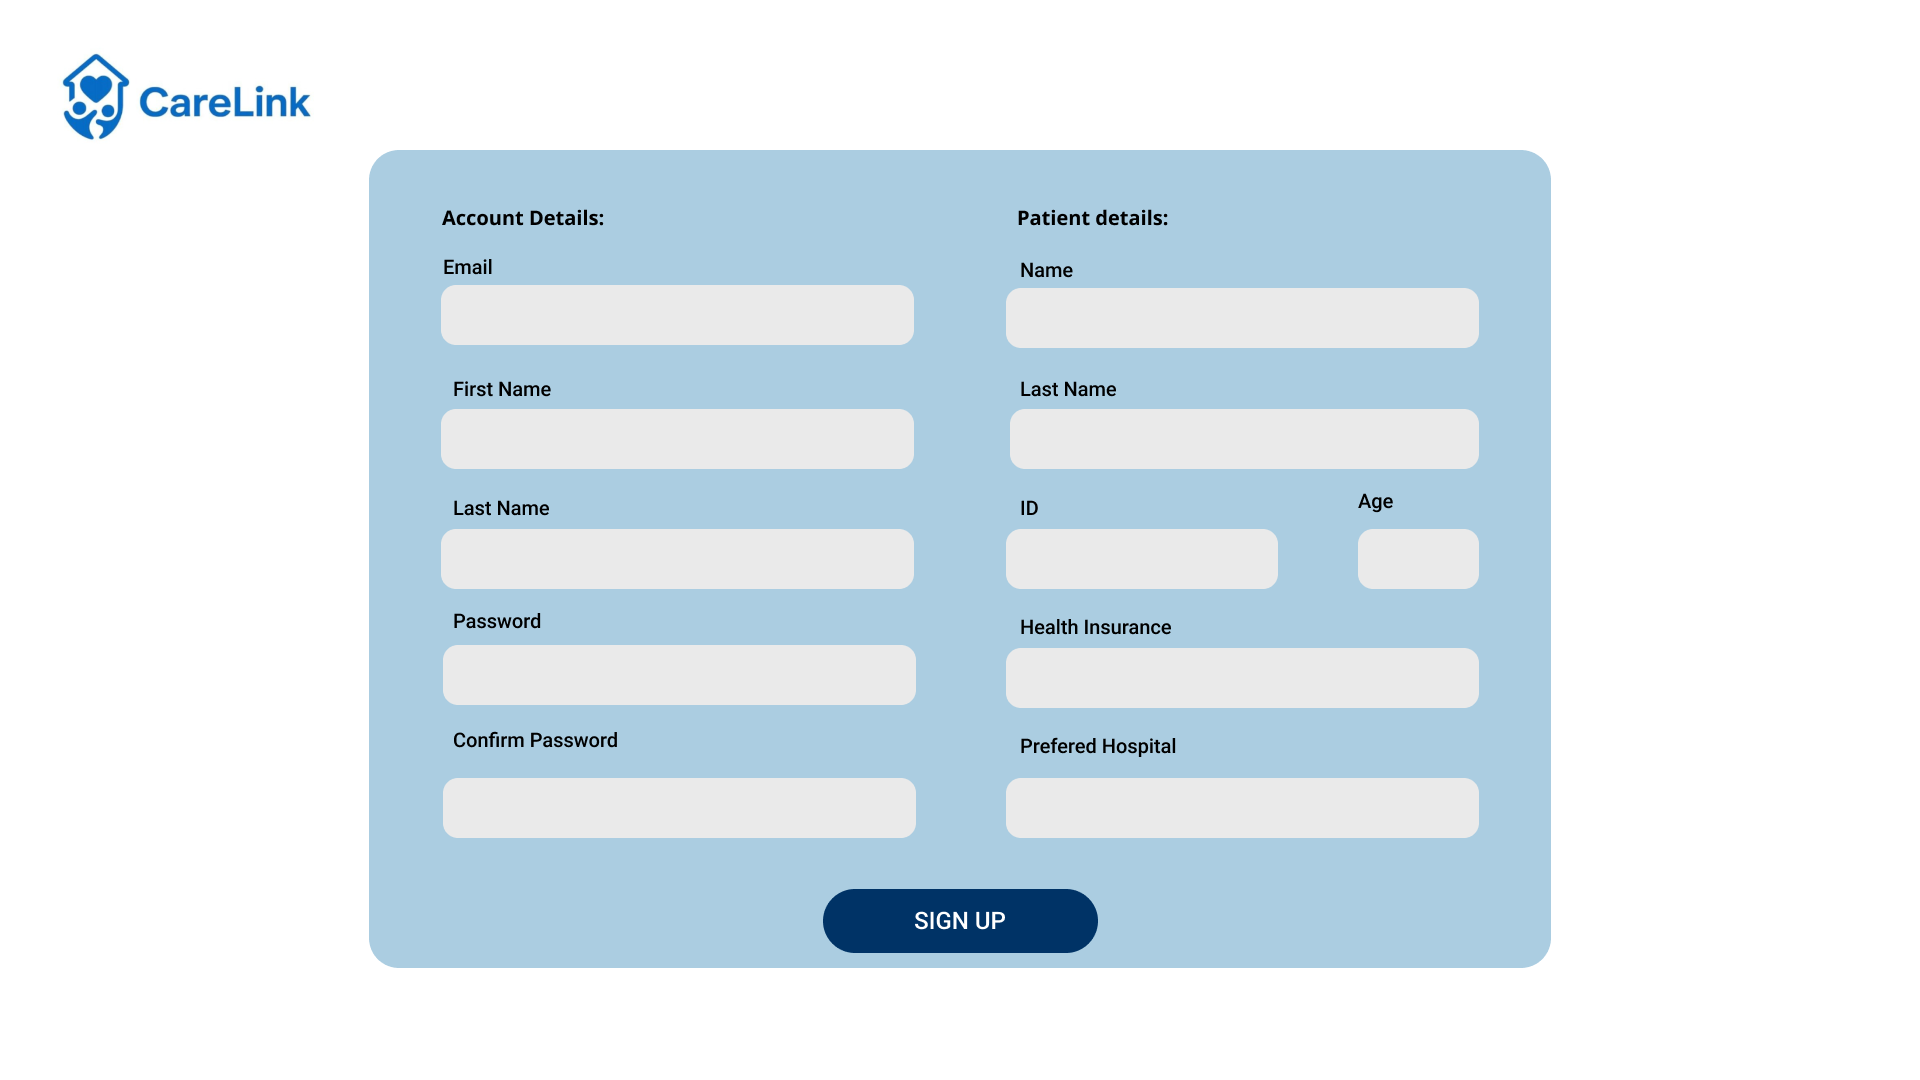 CareLink
Account Details:
Email
First Name
Last Name
Password
Confirm Password
Patient details:
Name
Last Name
ID
Age
Health Insurance
Prefered Hospital
SIGN UP